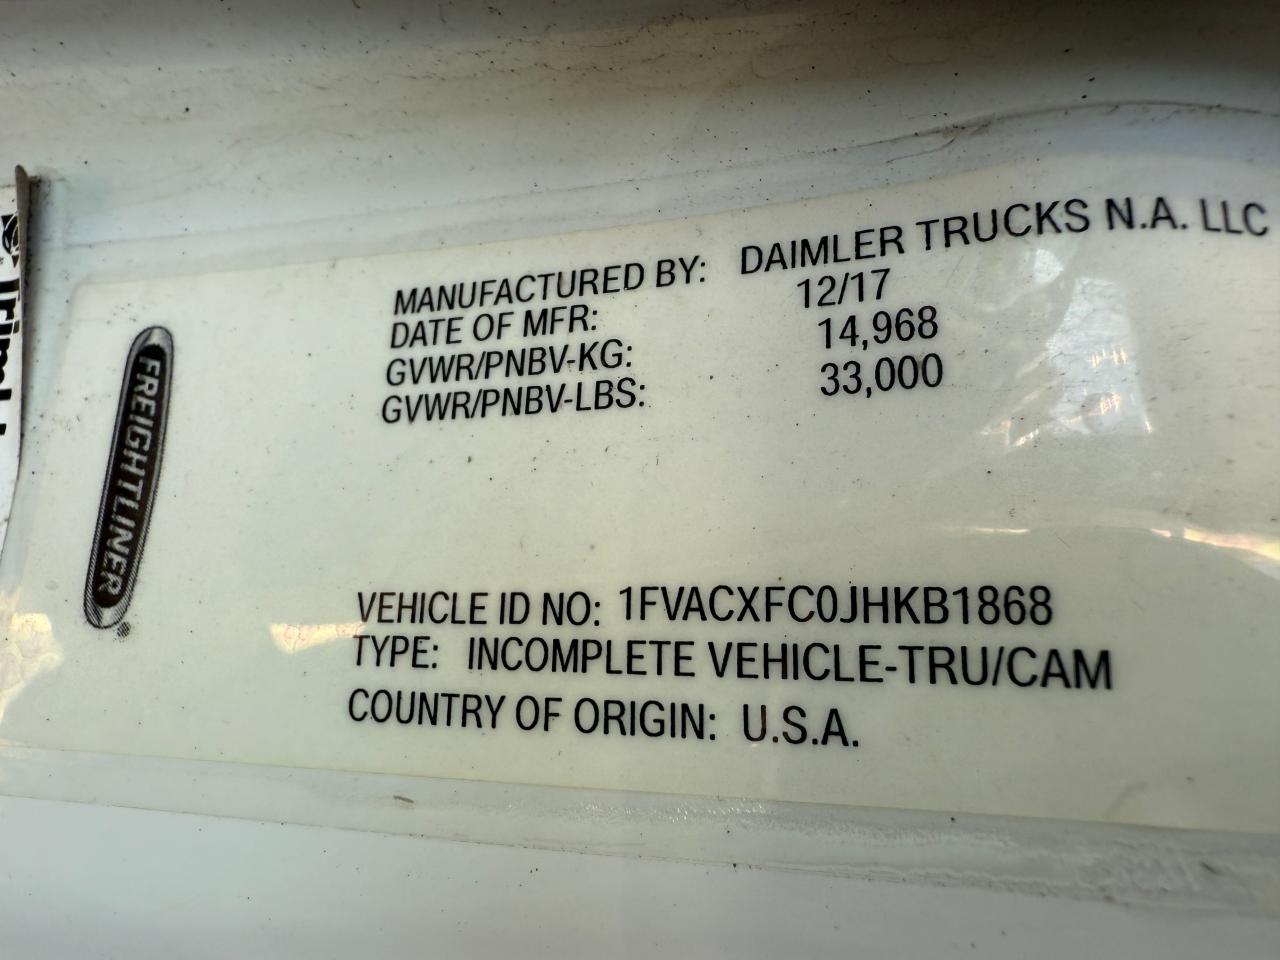 MANUFACTURED BY: DAIMLER TRUCKS N.A. LLC
DATE OF MFR: 12/17
GVWR/PNBV-KG: 14,968
GVWR/PNBV-LBS: 33,000
FREIGHTLINER
®
VEHICLE ID NO: 1FVACXFC0JHKB1868
TYPE: INCOMPLETE VEHICLE-TRU/CAM
COUNTRY OF ORIGIN: U.S.A.